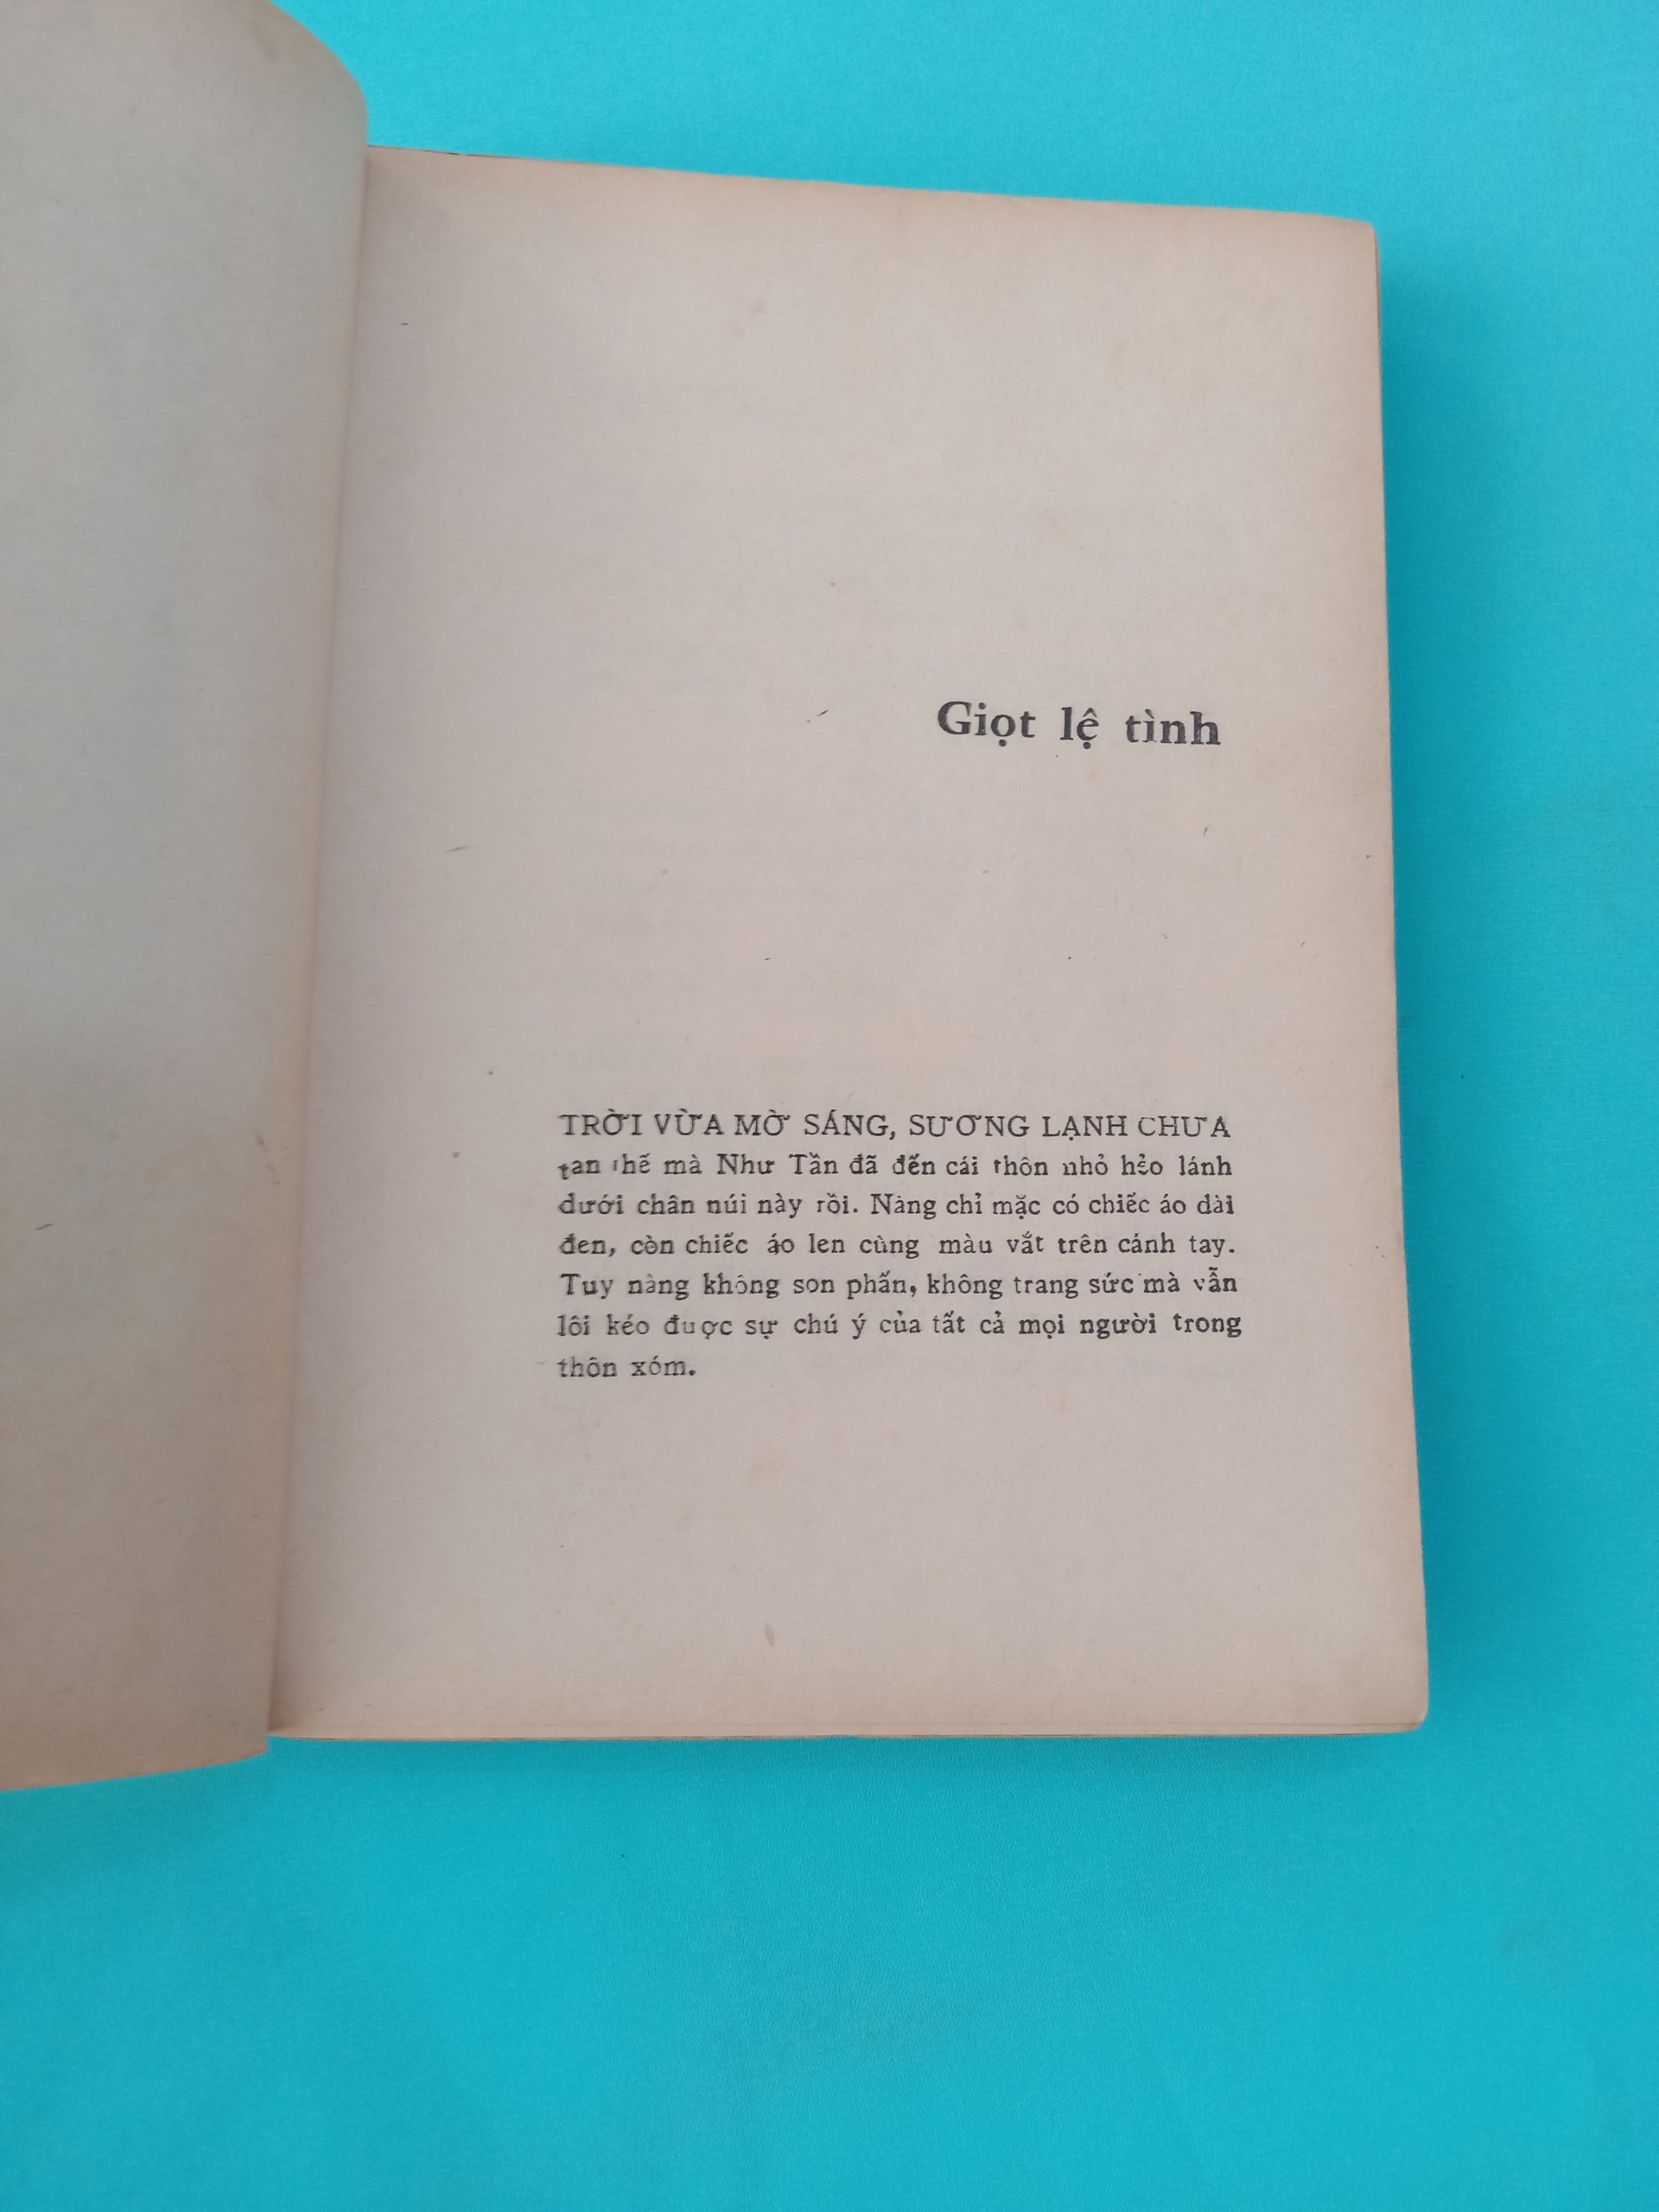 Giọt lệ tình
TRỜI VỪA MỜ SÁNG, SƯƠNG LẠNH CHƯA
tan thế mà Như Tần đã đến cái thôn nhỏ hẻo lánh
dưới chân núi này rồi. Nàng chỉ mặc có chiếc áo dài
đen, còn chiếc áo len cùng màu vắt trên cánh tay.
Tuy nàng không son phấn, không trang sức mà vẫn
lôi kéo được sự chú ý của tất cả mọi người trong
thôn xóm.